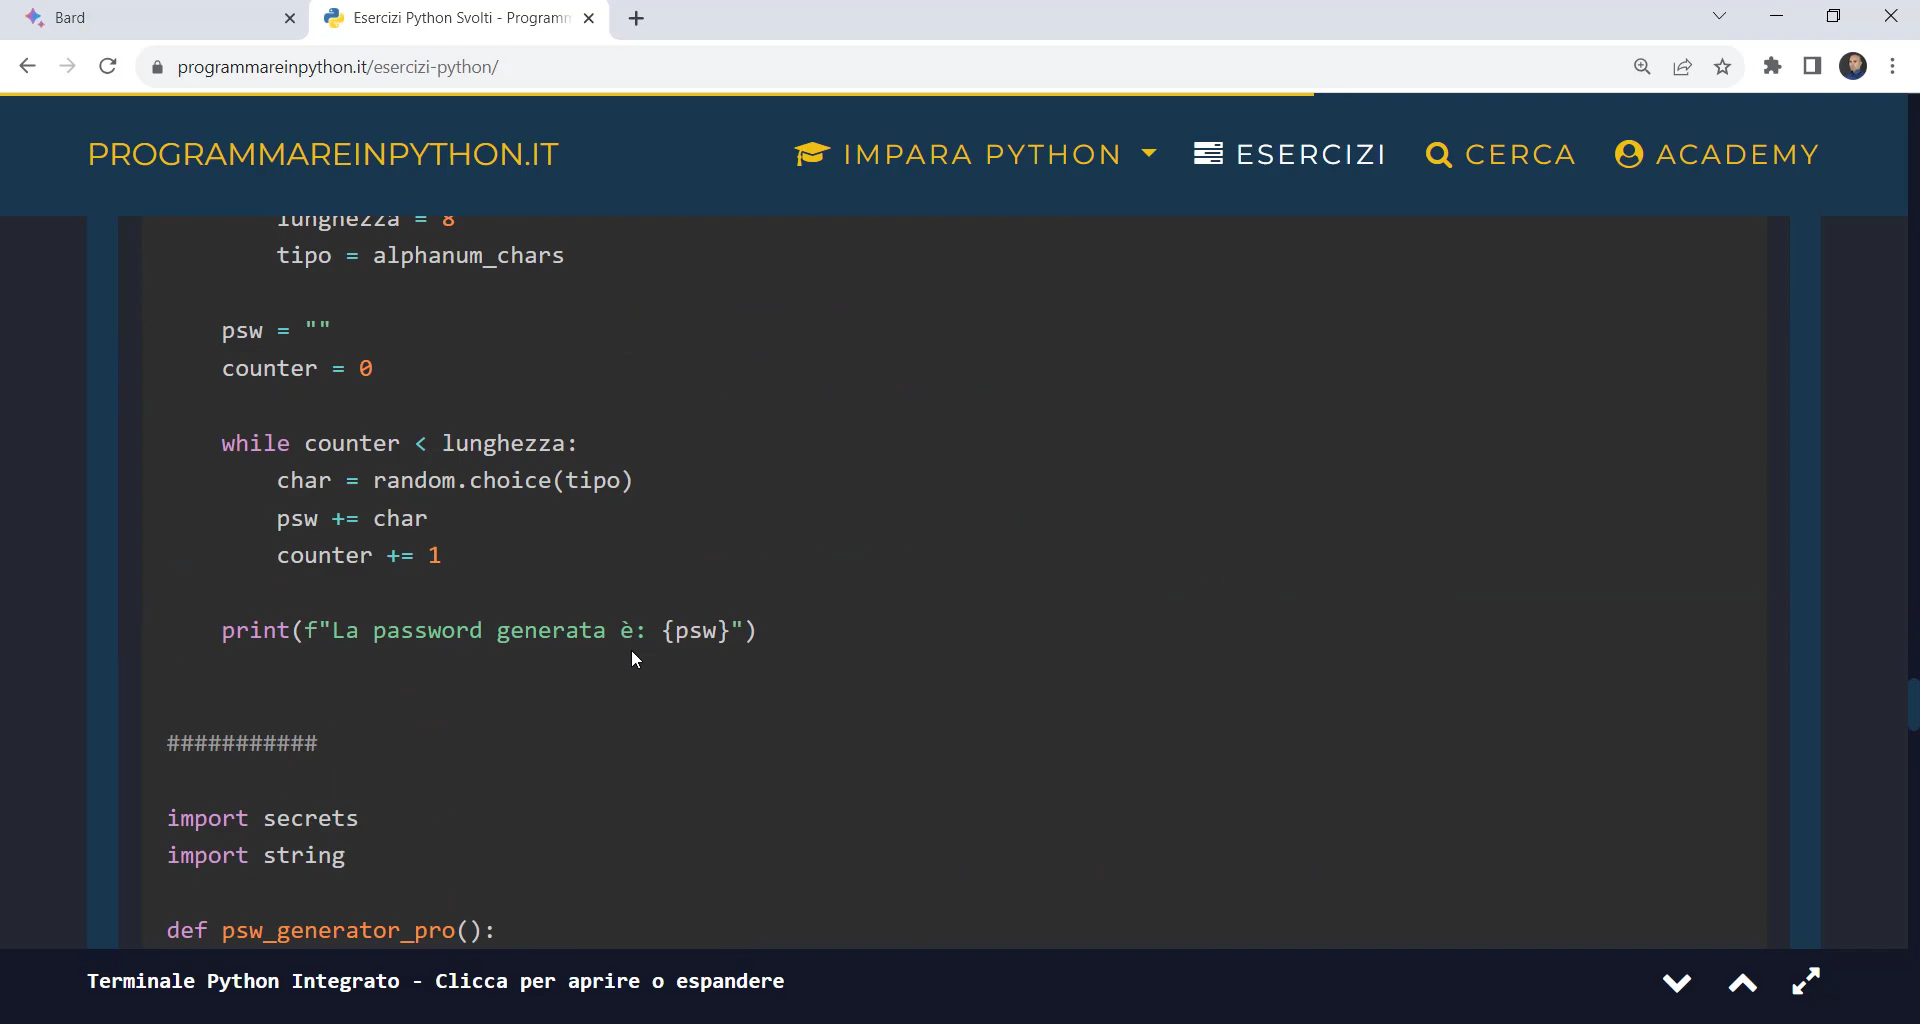 Bard
Esercizi Python Svolti - Programm
programmareinpython.it/esercizi-python/
PROGRAMMAREINPYTHON.IT
IMPARA PYTHON
ESERCIZI
CERCA
ACADEMY
lunghezza = 8
tipo = alphanum_chars
psw = ""
counter = 0
while counter < lunghezza:
char = random.choice(tipo)
psw += char
counter += 1
print(f"La password generata è: {psw}")
###########
import secrets
import string
def psw_generator_pro():
Terminale Python Integrato - Clicca per aprire o espandere